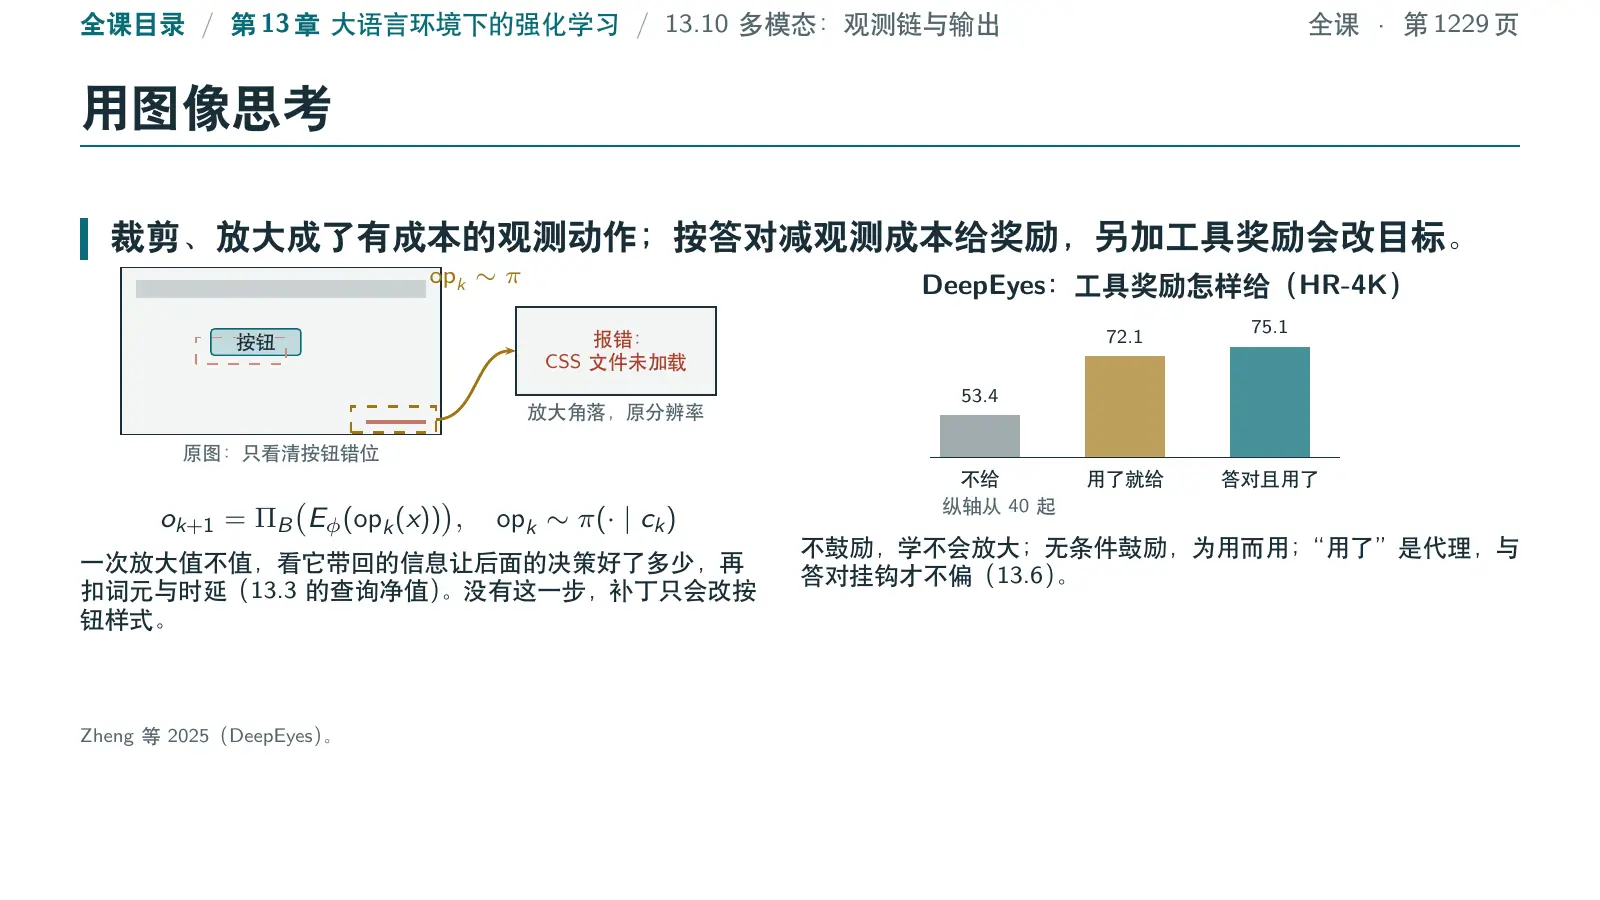 全课目录 / 第 13 章 大语言环境下的强化学习 / 13.10 多模态：观测链与输出
全课 · 第 1229 页
用图像思考
裁剪、放大成了有成本的观测动作；按答对减观测成本给奖励，另加工具奖励会改目标。
op_k ∼ π
按钮
报错：
CSS 文件未加载
放大角落，原分辨率
原图：只看清按钮错位
o_{k+1} = Π_B(E_ϕ(op_k(x))), op_k ∼ π(· | c_k)
一次放大值不值，看它带回的信息让后面的决策好了多少，再
扣词元与时延（13.3 的查询净值）。没有这一步，补丁只会改按
钮样式。
DeepEyes：工具奖励怎样给（HR-4K）
53.4
72.1
75.1
不给
用了就给
答对且用了
纵轴从 40 起
不鼓励，学不会放大；无条件鼓励，为用而用；“用了”是代理，与
答对挂钩才不偏（13.6）。
Zheng 等 2025（DeepEyes）。